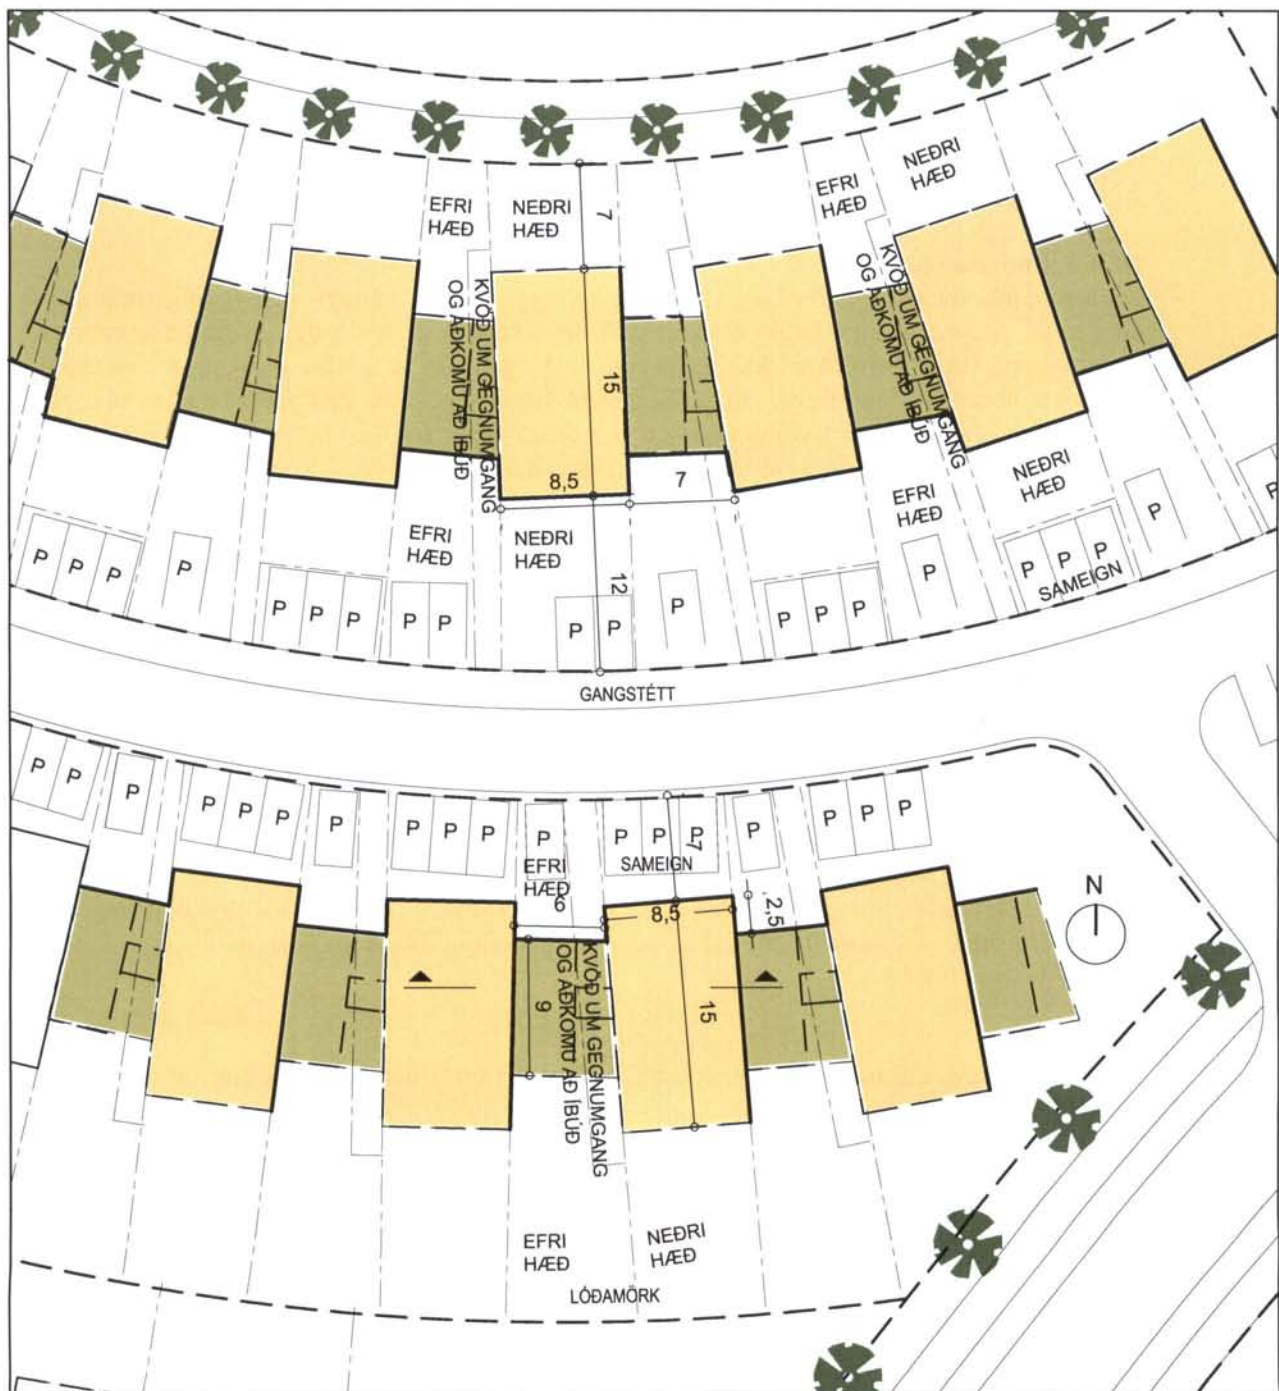 NEÐRI
HÆÐ
EFRI
HÆÐ
EFRI
HÆÐ
NEÐRI
HÆÐ
7
KVÖÐ UM GEGNUMGANG
OG AÐKOMU AÐ ÍBÚÐ
KVÖÐ UM GEGNUMGANG
OG AÐKOMU AÐ ÍBÚÐ
15
8,5
7
NEÐRI
HÆÐ
EFRI
HÆÐ
EFRI
HÆÐ
NEÐRI
HÆÐ
12
P P P
P
P P P
P P
P P
P
P P P
P
P P P
P
P
SAMEIGN
GANGSTÉTT
P P
P
P P P
P
P P P
P
P P P
P
P P P
7
EFRI
HÆÐ
SAMEIGN
6
8,5
2,5
N
9
15
KVÖÐ UM GEGNUMGANG
OG AÐKOMU AÐ ÍBÚÐ
EFRI
HÆÐ
NEÐRI
HÆÐ
LÓÐAMÖRK